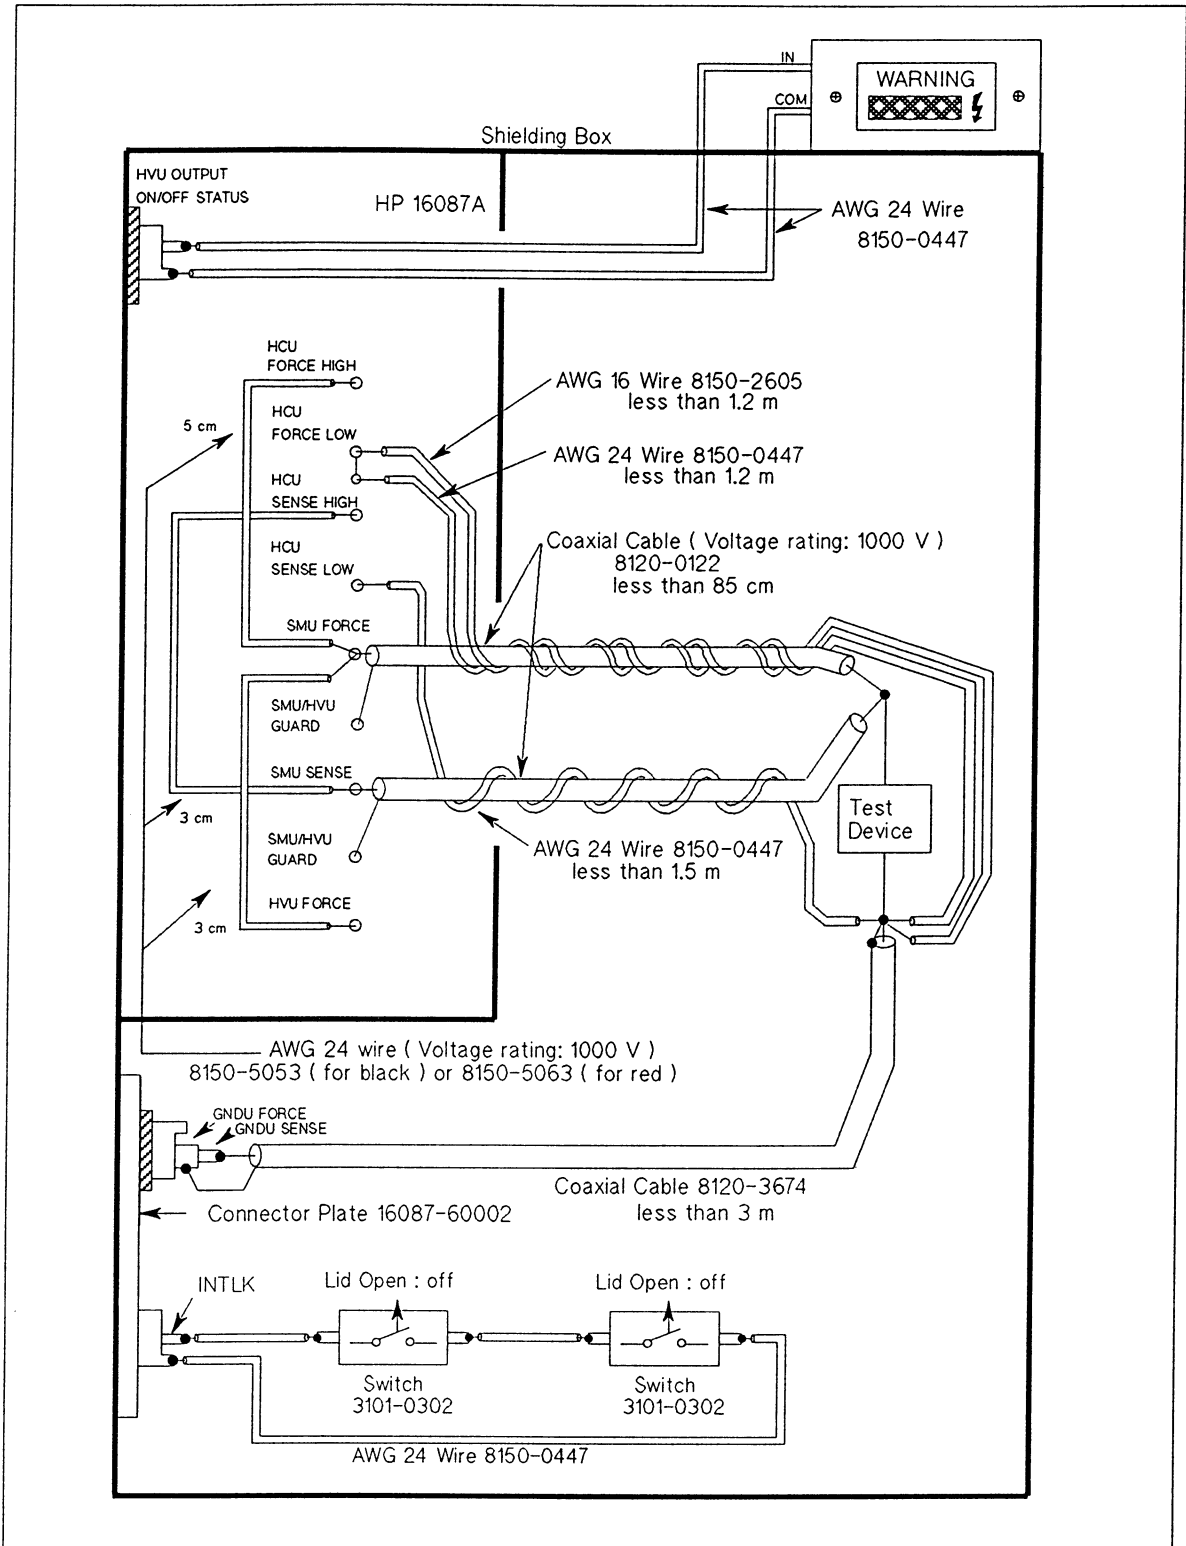 IN
WARNING
COM
Shielding Box
HVU OUTPUT
ON/OFF STATUS
HP 16087A
AWG 24 Wire
8150-0447
HCU
FORCE HIGH
AWG 16 Wire 8150-2605
less than 1.2 m
5 cm
HCU
FORCE LOW
AWG 24 Wire 8150-0447
less than 1.2 m
HCU
SENSE HIGH
Coaxial Cable ( Voltage rating: 1000 V )
8120-0122
less than 85 cm
HCU
SENSE LOW
SMU FORCE
SMU/HVU
GUARD
SMU SENSE
3 cm
Test
Device
SMU/HVU
GUARD
AWG 24 Wire 8150-0447
less than 1.5 m
HVU FORCE
3 cm
AWG 24 wire ( Voltage rating: 1000 V )
8150-5053 ( for black ) or 8150-5063 ( for red )
GNDU FORCE
GNDU SENSE
Coaxial Cable 8120-3674
less than 3 m
Connector Plate 16087-60002
INTLK
Lid Open : off
Lid Open : off
Switch
3101-0302
Switch
3101-0302
AWG 24 Wire 8150-0447